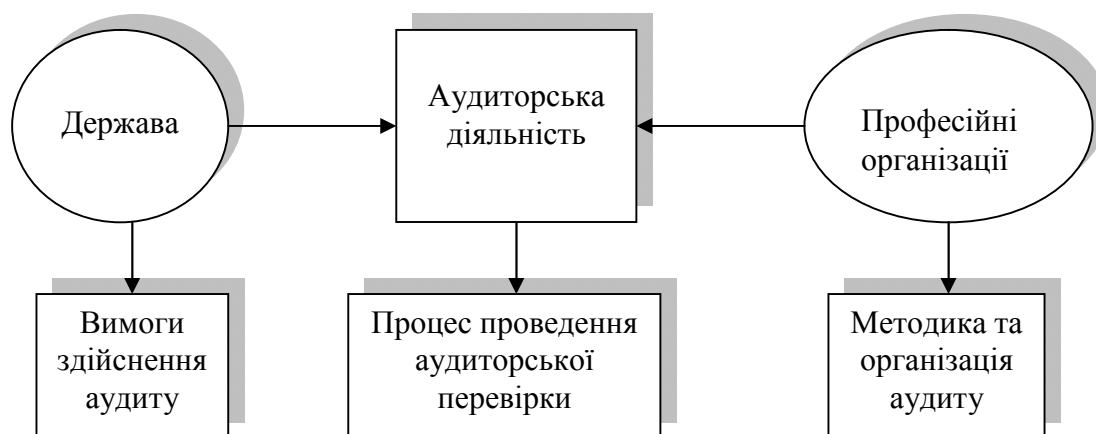 Держава
Аудиторська
діяльність
Професійні
організації
Вимоги
здійснення
аудиту
Процес проведення
аудиторської
перевірки
Методика та
організація
аудиту